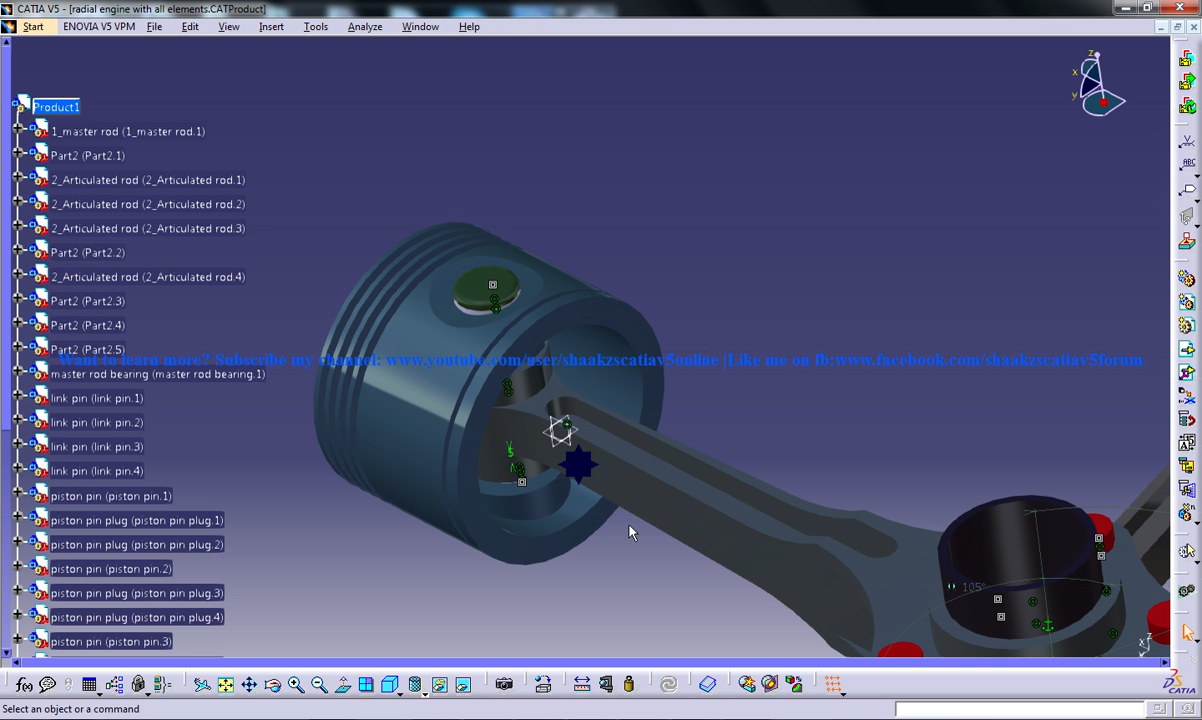 CATIA V5 - [radial engine with all elements.CATProduct]
Start ENOVIA V5 VPM File Edit View Insert Tools Analyze Window Help
Product1
1_master rod (1_master rod.1)
Part2 (Part2.1)
2_Articulated rod (2_Articulated rod.1)
2_Articulated rod (2_Articulated rod.2)
2_Articulated rod (2_Articulated rod.3)
Part2 (Part2.2)
2_Articulated rod (2_Articulated rod.4)
Part2 (Part2.3)
Part2 (Part2.4)
Part2 (Part2.5)
Want to learn more? Subscribe my channel: www.youtube.com/user/shaakzscatiav5online |Like me on fb:www.facebook.com/shaakzscatiav5forum
master rod bearing (master rod bearing.1)
link pin (link pin.1)
link pin (link pin.2)
link pin (link pin.3)
link pin (link pin.4)
piston pin (piston pin.1)
piston pin plug (piston pin plug.1)
piston pin plug (piston pin plug.2)
piston pin (piston pin.2)
piston pin plug (piston pin plug.3)
piston pin plug (piston pin plug.4)
piston pin (piston pin.3)
z
x
y
105°
f(x)
ABC
CATIA
Select an object or a command